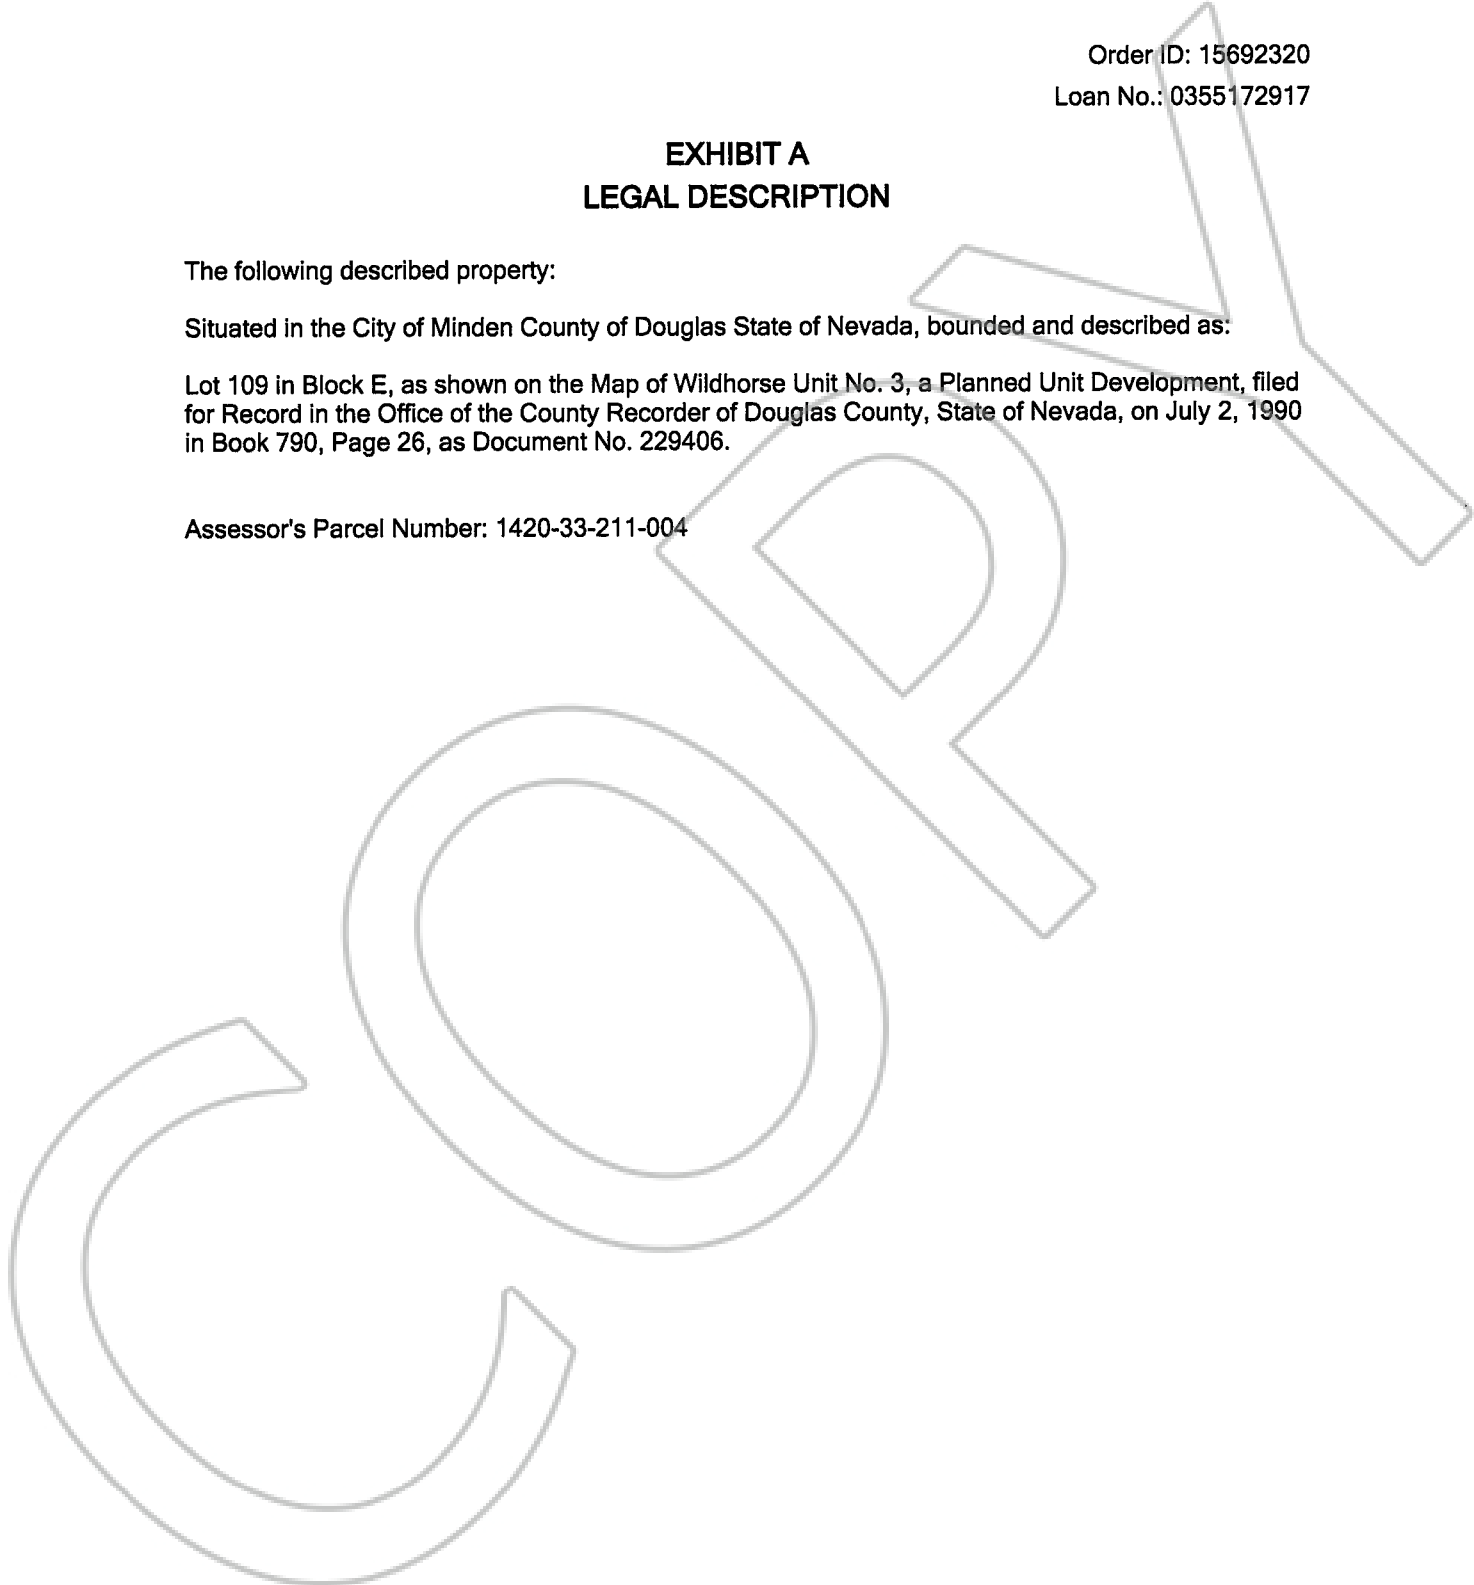 Order ID: 15692320
Loan No.: 0355172917
EXHIBIT A
LEGAL DESCRIPTION
The following described property:
Situated in the City of Minden County of Douglas State of Nevada, bounded and described as:
Lot 109 in Block E, as shown on the Map of Wildhorse Unit No. 3, a Planned Unit Development, filed
for Record in the Office of the County Recorder of Douglas County, State of Nevada, on July 2, 1990
in Book 790, Page 26, as Document No. 229406.
Assessor's Parcel Number: 1420-33-211-004
COPY